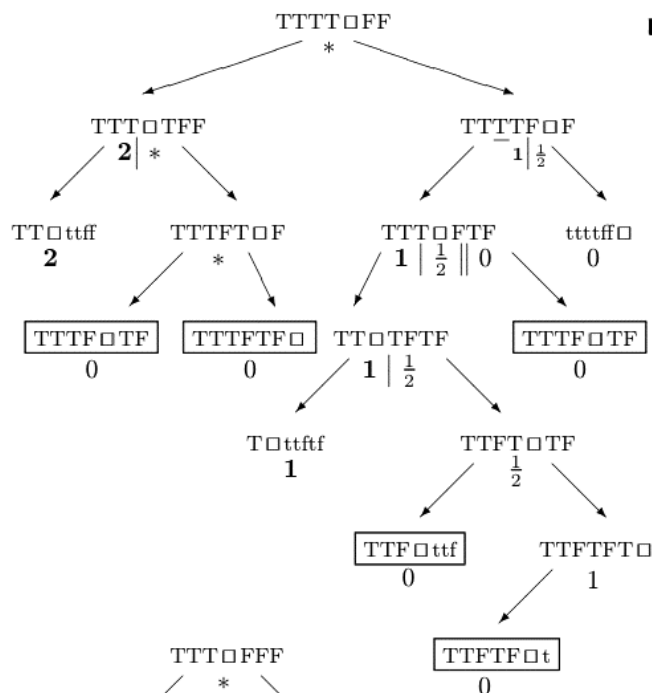 TTTT□FF
*
TTT□TFF TTTTF□F
2| * − 1|½
TT□ttff TTTFT□F TTT□FTF ttttff□
2 * 1 | ½ ‖ 0 0
TTTF□TF TTTFTF□ TT□TFTF TTTF□TF
0 0 1 | ½ 0
T□ttftf TTFT□TF
1 ½
TTF□ttf TTFTFT□
0 1
TTT□FFF TTFTF□t
* 0